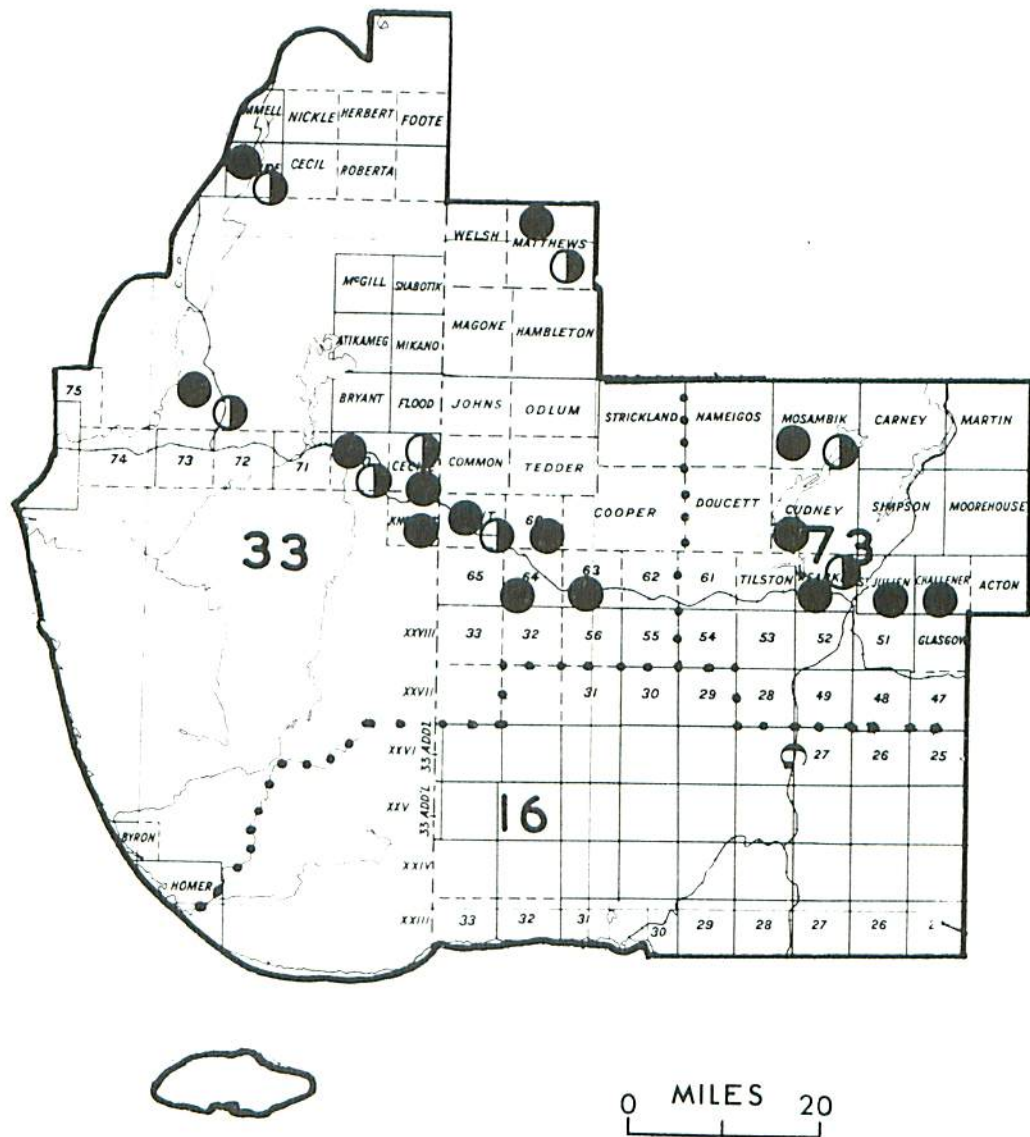 NICKLE HERBERT FOOTE
CECIL ROBERTA
WELSH MATTHEWS
McGILL SHABOTIK
MAGONE HAMBLETON
ATIKAMEG MIKANO
75
BRYANT FLOOD JOHNS ODLUM STRICKLAND NAMEIGOS MOSAMBIK CARNEY MARTIN
74 73 72 71 COMMON TEDDER
COOPER DOUCETT CUDNEY SIMPSON MOOREHOUSE
33 73
65 64 63 62 61 TILSTON ST JULIEN CHALLENER ACTON
XXVIII 33 32 56 55 54 53 52 51 GLASGOW
XXVII 31 30 29 28 49 48 47
XXVI 33 ADD'L 27 26 25
XXV 33 ADD'L 16
BYRON
XXIV
HOMER
XXIII 33 32 31 30 29 28 27 26
MILES
0 20